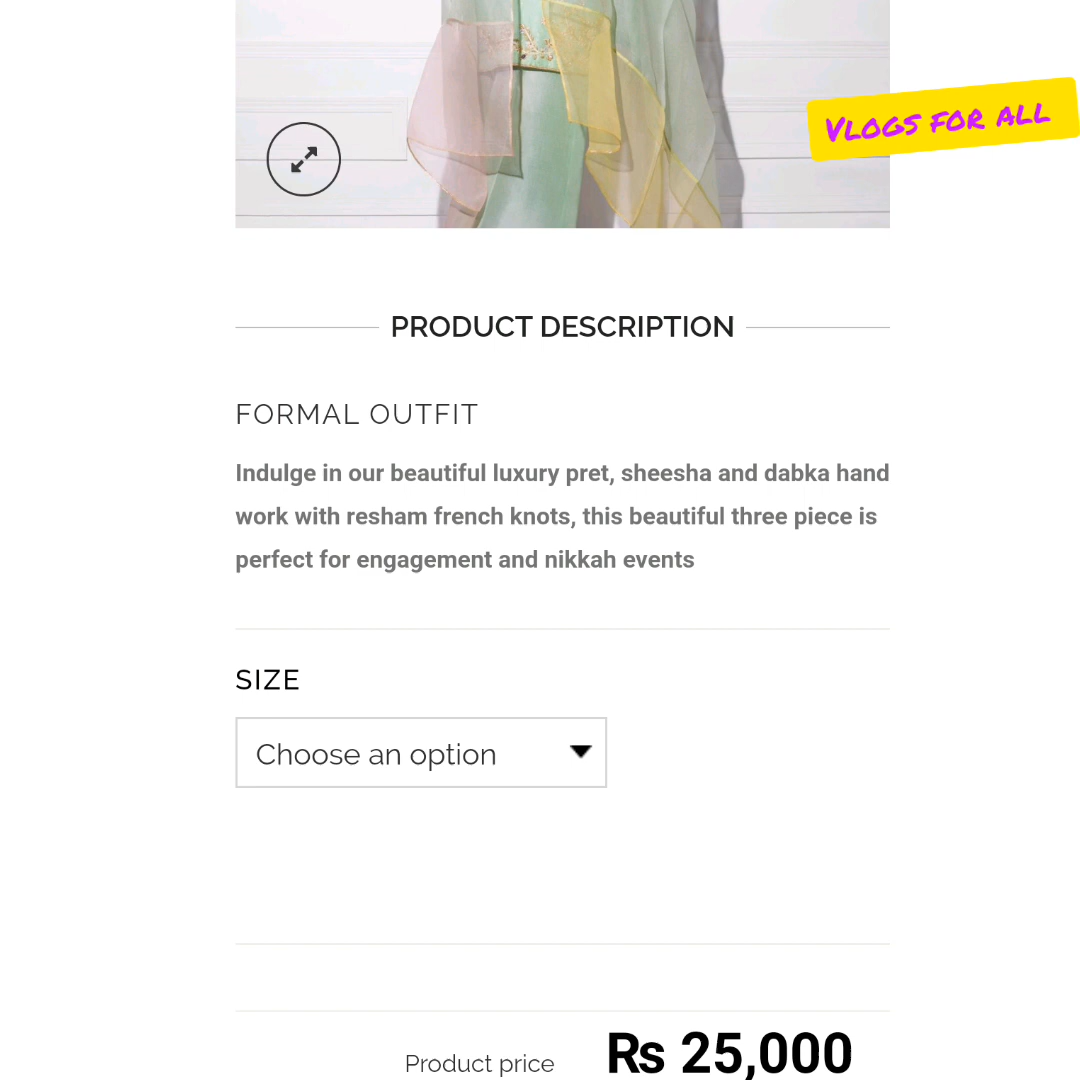 VLOGS FOR ALL
PRODUCT DESCRIPTION
FORMAL OUTFIT
Indulge in our beautiful luxury pret, sheesha and dabka hand
work with resham french knots, this beautiful three piece is
perfect for engagement and nikkah events
SIZE
Choose an option
Product price
₨ 25,000